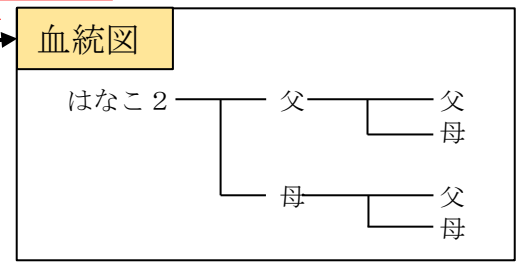 血統図
はなこ２ 父 父
母
母 父
母